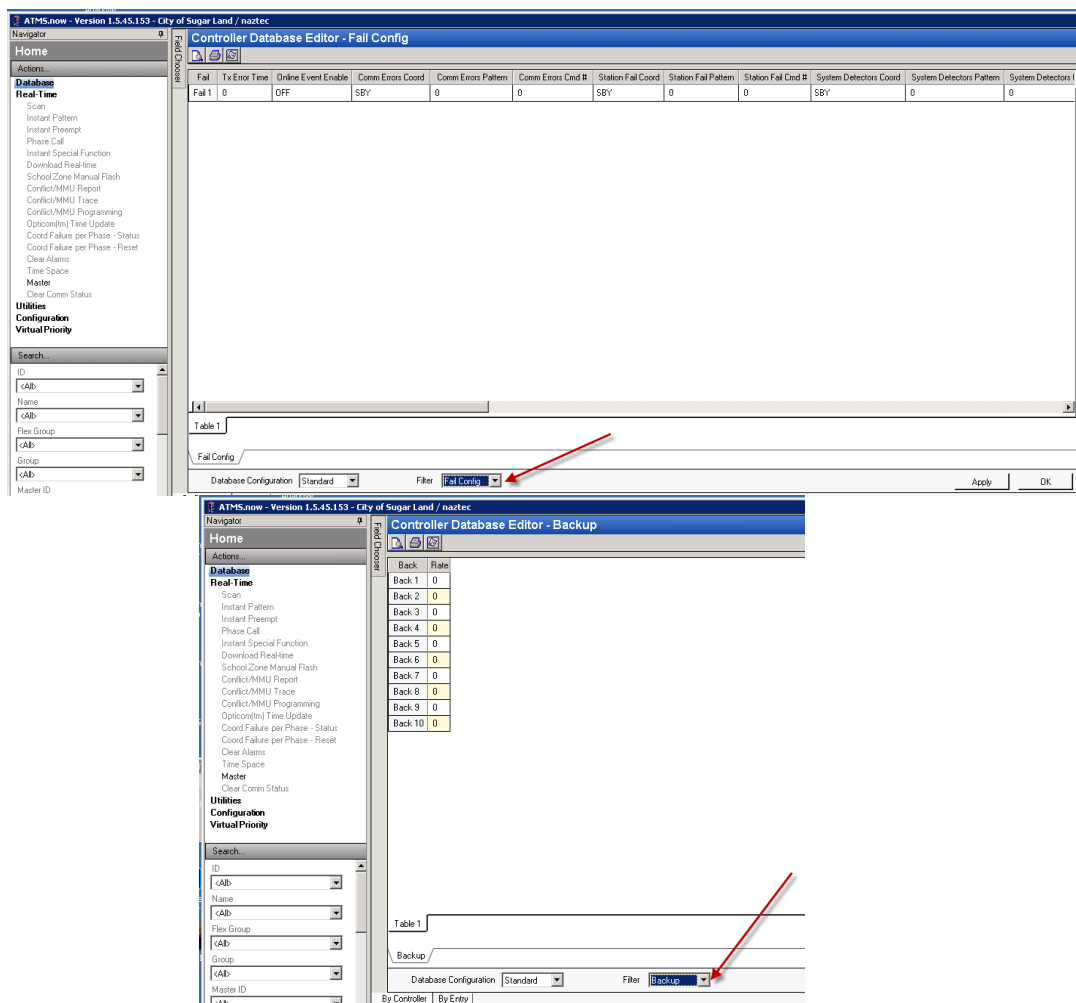 ATMS.now - Version 1.5.45.153 - City of Sugar Land / naztec
Navigator
Home
Actions...
Database
Real-Time
Scan
Instant Pattern
Instant Preempt
Phase Call
Instant Special Function
Download Real-time
School Zone Manual Flash
Conflict/MMU Report
Conflict/MMU Trace
Conflict/MMU Programming
Opticom(tm) Time Update
Coord Failure per Phase - Status
Coord Failure per Phase - Reset
Clear Alarms
Time Space
Master
Clear Comm Status
Utilities
Configuration
Virtual Priority
Search...
ID
<All>
Name
<All>
Flex Group
<All>
Group
<All>
Master ID
Field Chooser
Controller Database Editor - Fail Config
Fail Tx Error Time Online Event Enable Comm Errors Coord Comm Errors Pattern Comm Errors Cmd # Station Fail Coord Station Fail Pattern Station Fail Cmd # System Detectors Coord System Detectors Pattern System Detectors (
Fail 1 0 OFF SBY 0 0 SBY 0 0 SBY 0 0
Table 1
Fail Config
Database Configuration Standard Filter Fail Config Apply OK
ATMS.now - Version 1.5.45.153 - City of Sugar Land / naztec
Navigator
Home
Actions...
Database
Real-Time
Scan
Instant Pattern
Instant Preempt
Phase Call
Instant Special Function
Download Real-time
School Zone Manual Flash
Conflict/MMU Report
Conflict/MMU Trace
Conflict/MMU Programming
Opticom(tm) Time Update
Coord Failure per Phase - Status
Coord Failure per Phase - Reset
Clear Alarms
Time Space
Master
Clear Comm Status
Utilities
Configuration
Virtual Priority
Search...
ID
<All>
Name
<All>
Flex Group
<All>
Group
<All>
Master ID
<All>
Field Chooser
Controller Database Editor - Backup
Back Rate
Back 1 0
Back 2 0
Back 3 0
Back 4 0
Back 5 0
Back 6 0
Back 7 0
Back 8 0
Back 9 0
Back 10 0
Table 1
Backup
Database Configuration Standard Filter Backup
By Controller By Entry